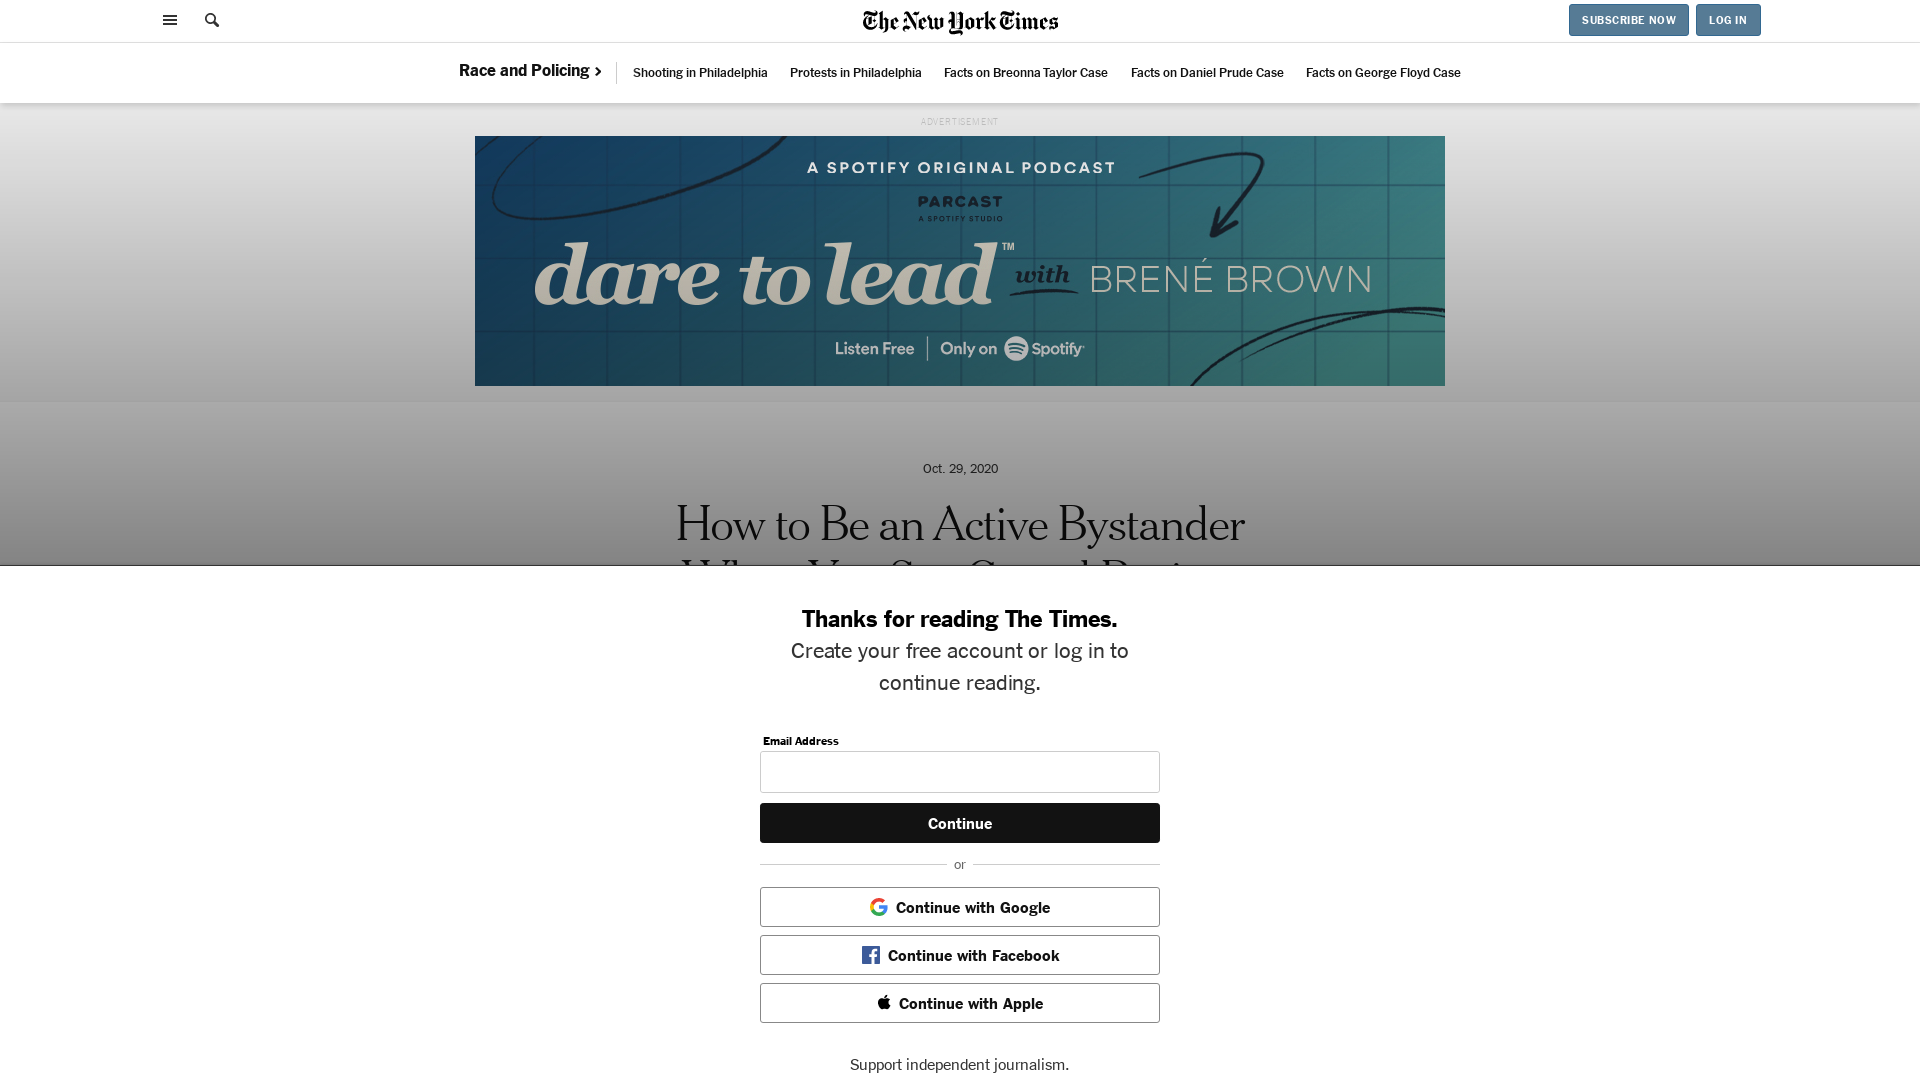 The New York Times
SUBSCRIBE NOW
LOG IN
Race and Policing
Shooting in Philadelphia
Protests in Philadelphia
Facts on Breonna Taylor Case
Facts on Daniel Prude Case
Facts on George Floyd Case
ADVERTISEMENT
A SPOTIFY ORIGINAL PODCAST
PARCAST
A SPOTIFY STUDIO
dare to lead™ with BRENÉ BROWN
Listen Free | Only on Spotify
Oct. 29, 2020
How to Be an Active Bystander
Thanks for reading The Times.
Create your free account or log in to
continue reading.
Email Address
Continue
or
Continue with Google
Continue with Facebook
Continue with Apple
Support independent journalism.